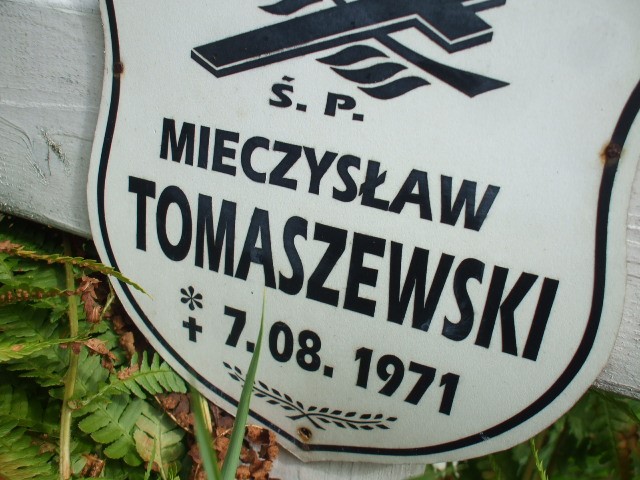 Ś. P.
MIECZYSŁAW
TOMASZEWSKI
*
+ 7. 08. 1971